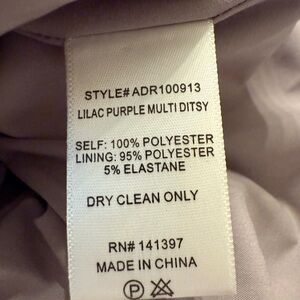 STYLE# ADR100913
LILAC PURPLE MULTI DITSY
SELF: 100% POLYESTER
LINING: 95% POLYESTER
5% ELASTANE
DRY CLEAN ONLY
RN# 141397
MADE IN CHINA
P